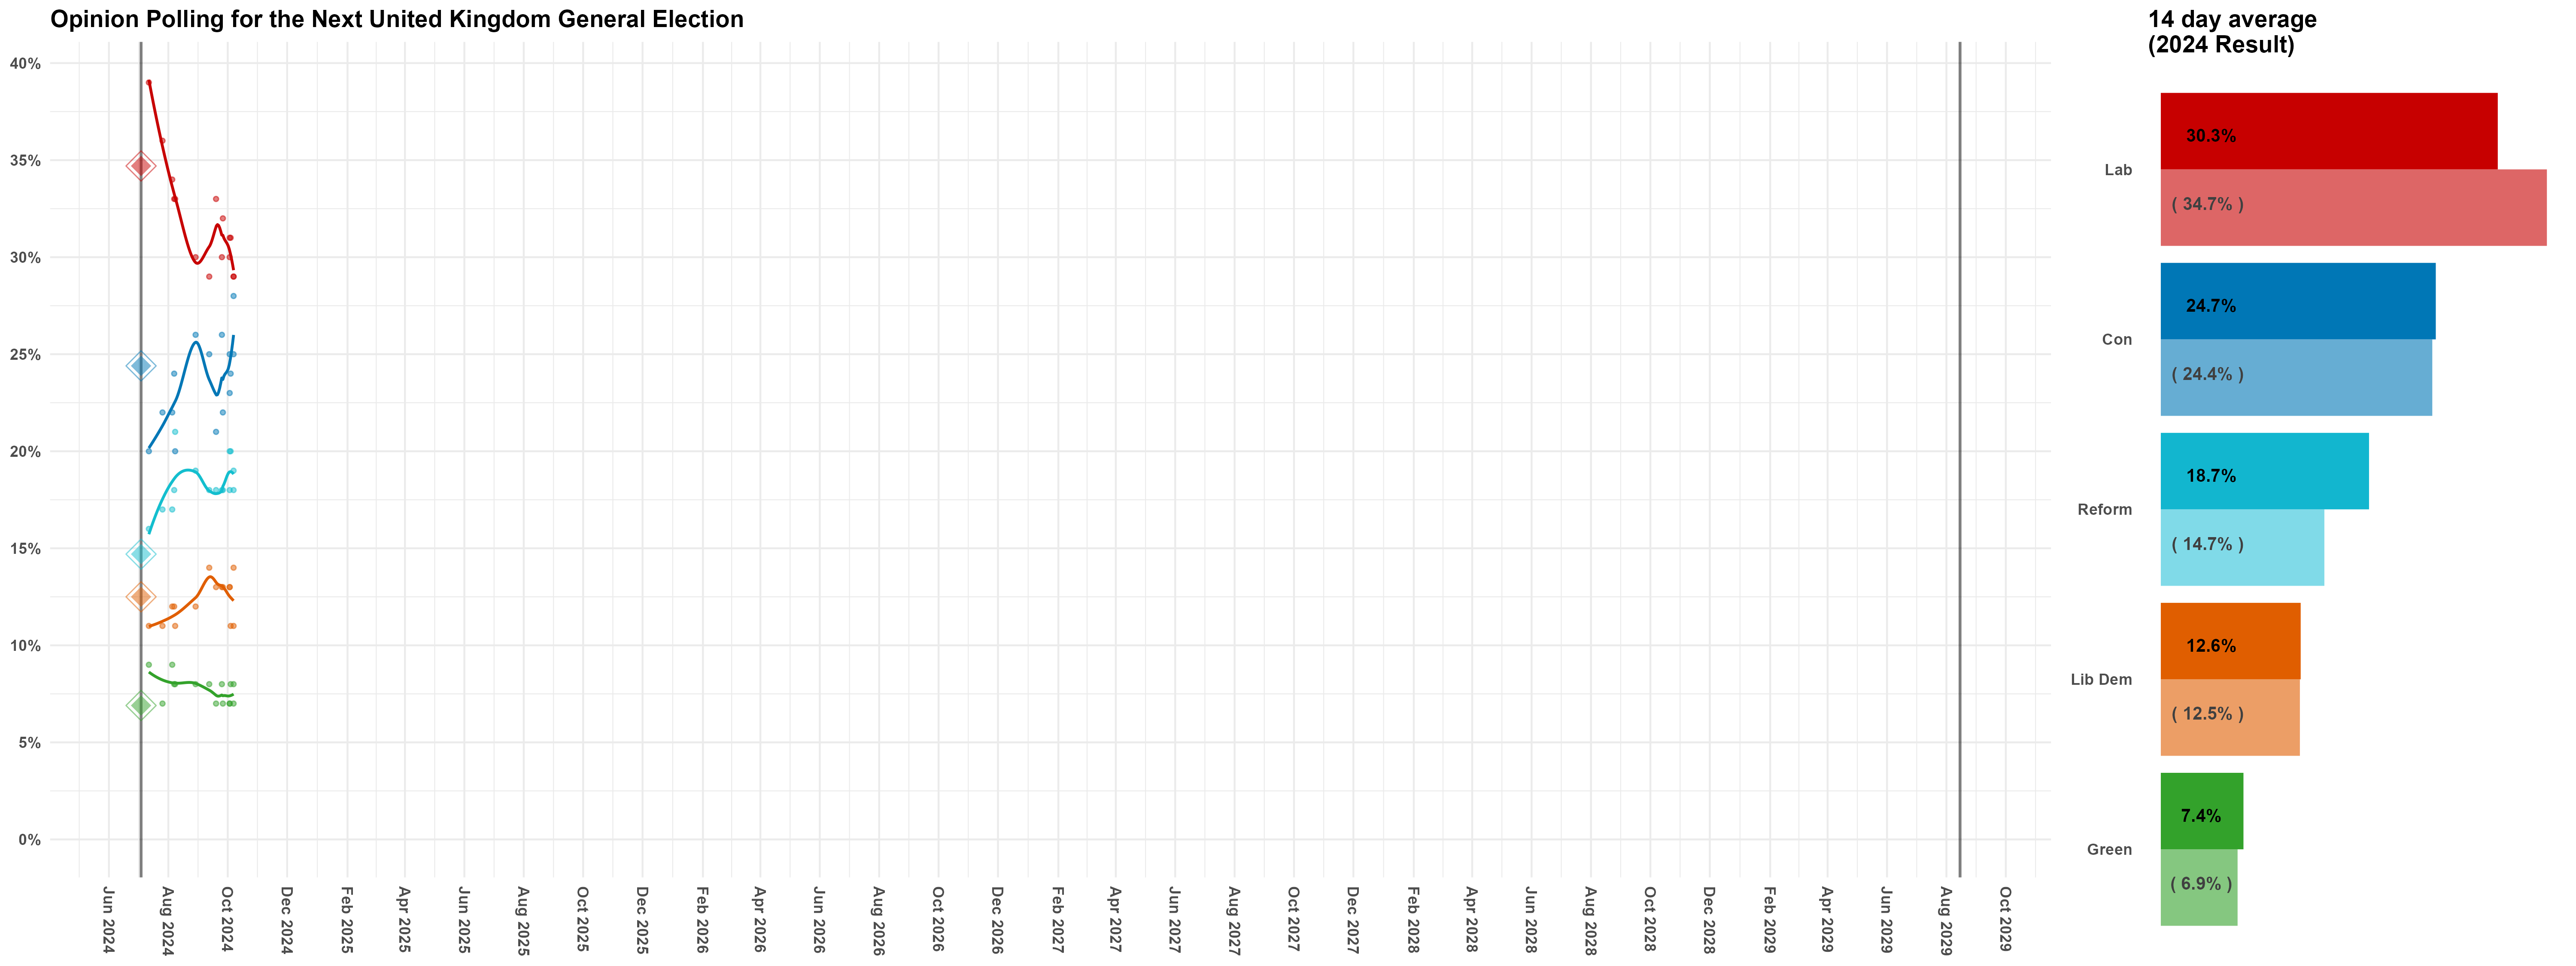 Opinion Polling for the Next United Kingdom General Election
40%
35%
30%
25%
20%
15%
10%
5%
0%
Jun 2024
Aug 2024
Oct 2024
Dec 2024
Feb 2025
Apr 2025
Jun 2025
Aug 2025
Oct 2025
Dec 2025
Feb 2026
Apr 2026
Jun 2026
Aug 2026
Oct 2026
Dec 2026
Feb 2027
Apr 2027
Jun 2027
Aug 2027
Oct 2027
Dec 2027
Feb 2028
Apr 2028
Jun 2028
Aug 2028
Oct 2028
Dec 2028
Feb 2029
Apr 2029
Jun 2029
Aug 2029
Oct 2029
14 day average
(2024 Result)
Lab
30.3%
( 34.7% )
Con
24.7%
( 24.4% )
Reform
18.7%
( 14.7% )
Lib Dem
12.6%
( 12.5% )
Green
7.4%
( 6.9% )